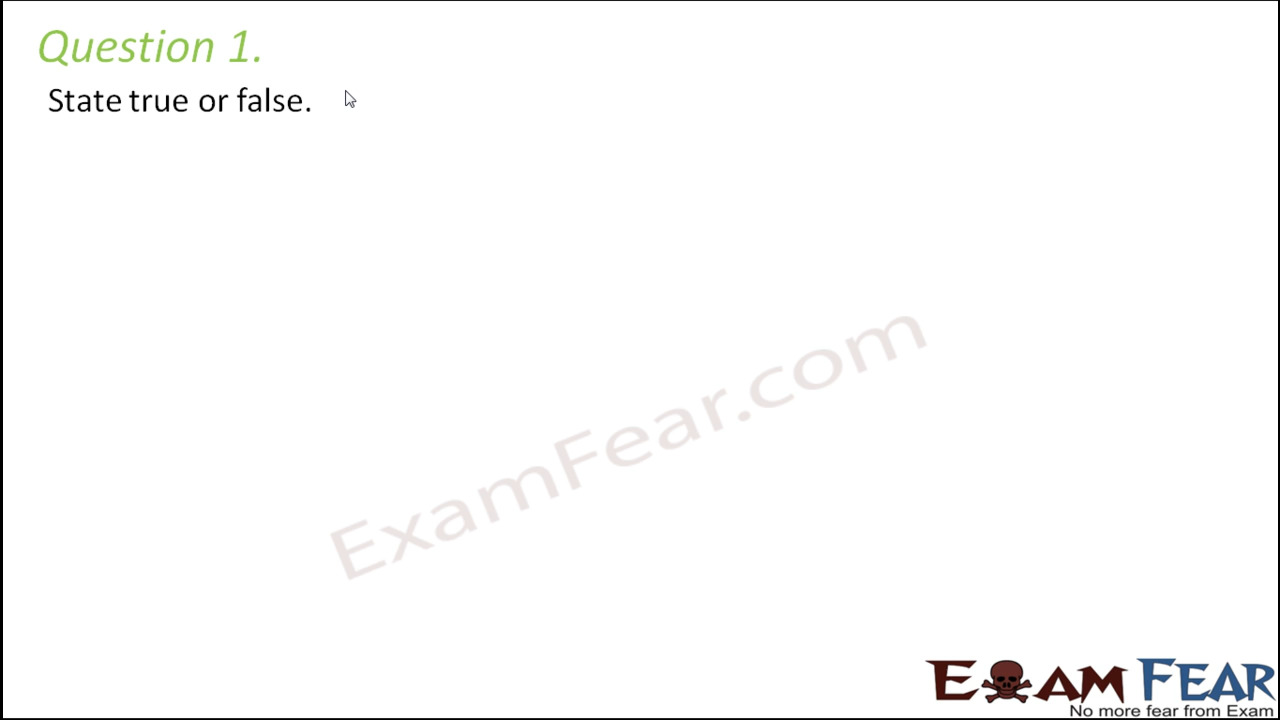 Question 1.
State true or false.
ExamFear.com
EXAM FEAR
No more fear from Exam